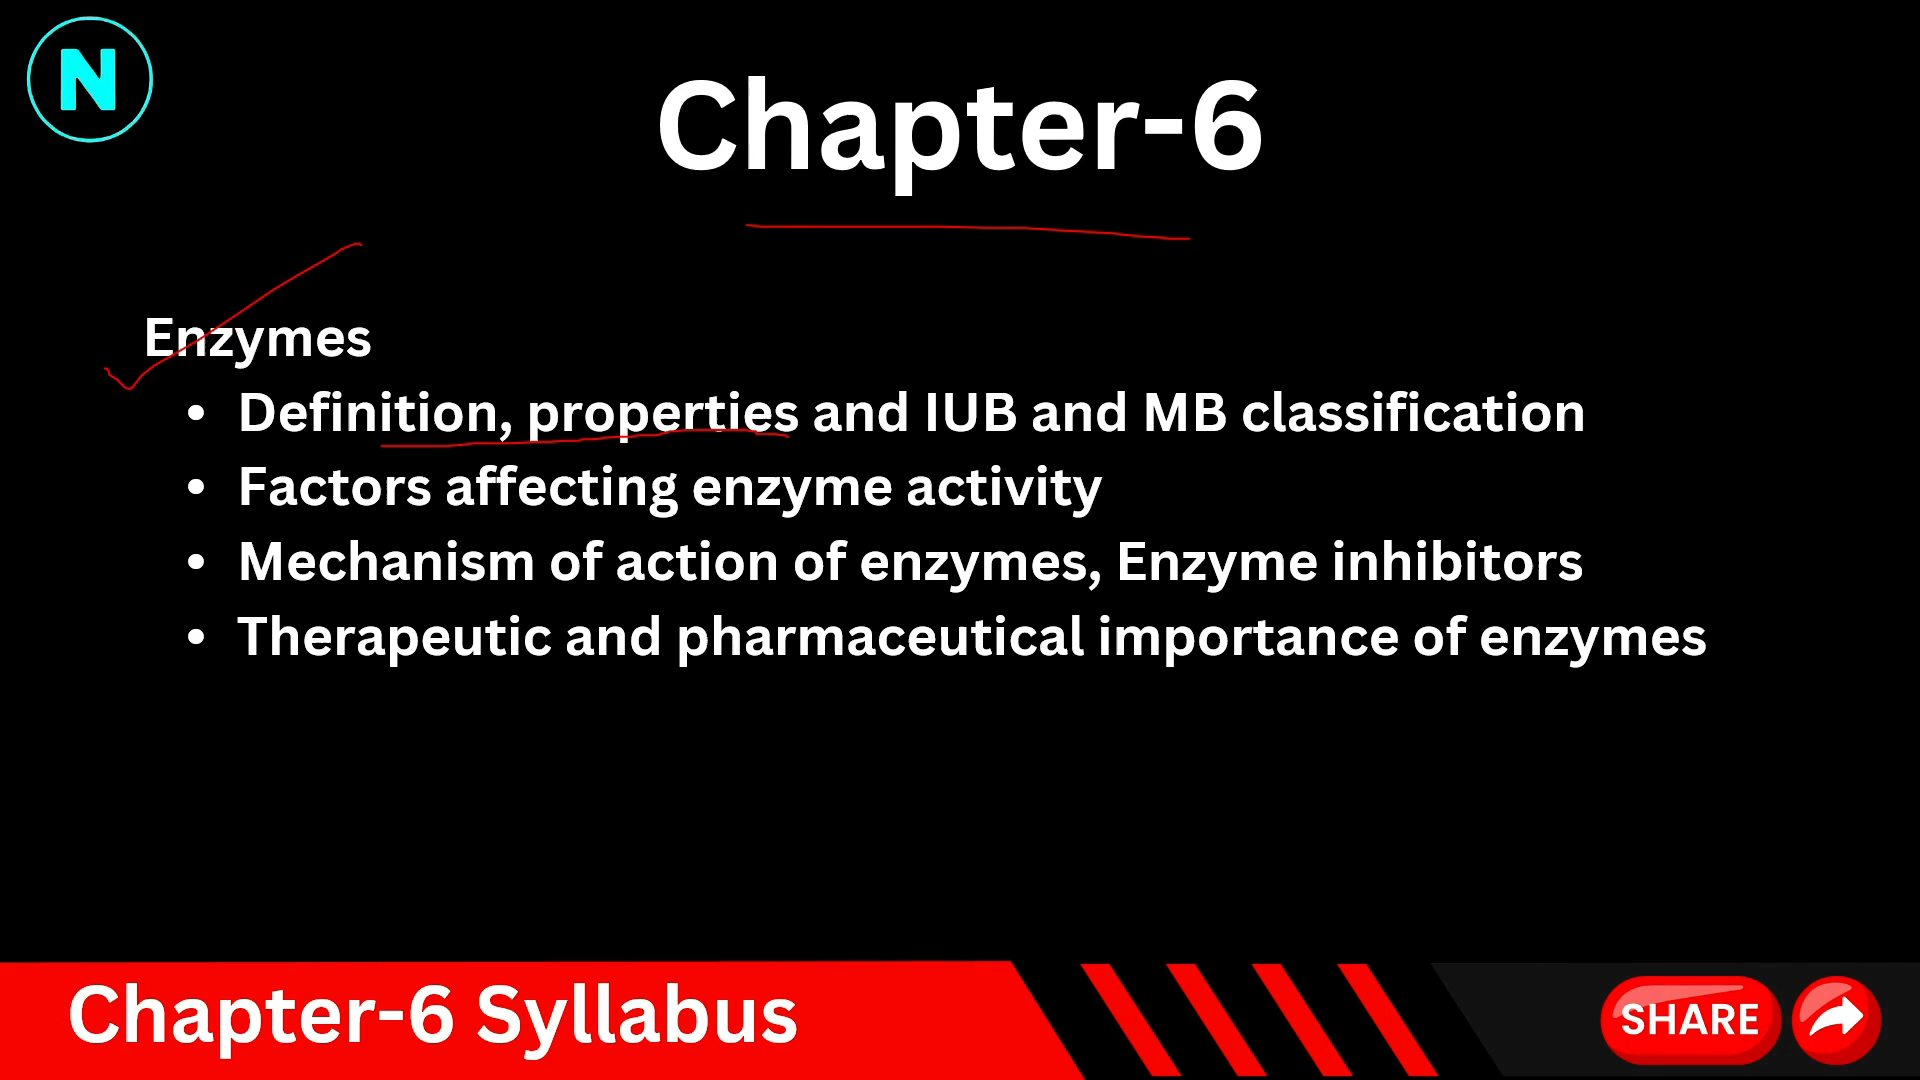 N
Chapter-6
Enzymes
• Definition, properties and IUB and MB classification
• Factors affecting enzyme activity
• Mechanism of action of enzymes, Enzyme inhibitors
• Therapeutic and pharmaceutical importance of enzymes
Chapter-6 Syllabus
SHARE